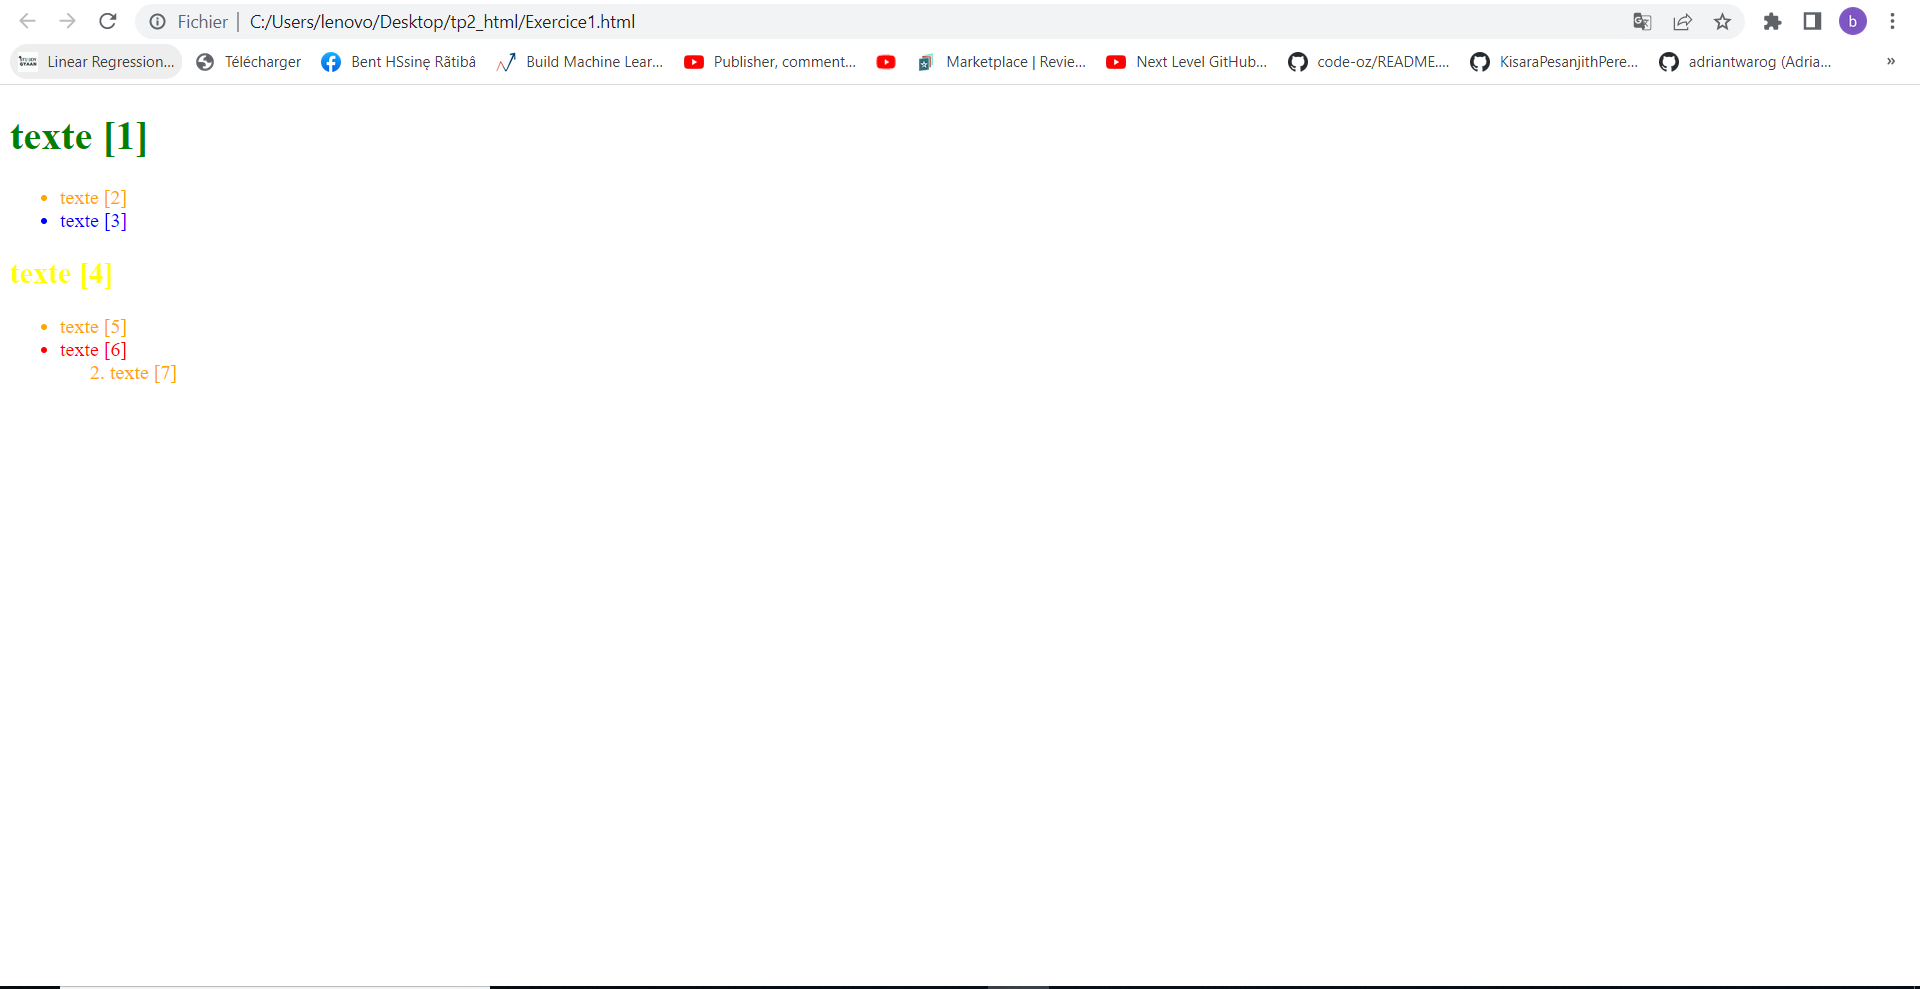 Fichier | C:/Users/lenovo/Desktop/tp2_html/Exercice1.html b
Linear Regression... Télécharger Bent HSsinę Rãtibâ Build Machine Lear... Publisher, comment... Marketplace | Revie... Next Level GitHub... code-oz/README.... KisaraPesanjithPere... adriantwarog (Adria... »
texte [1]
• texte [2]
• texte [3]
texte [4]
• texte [5]
• texte [6]
2. texte [7]